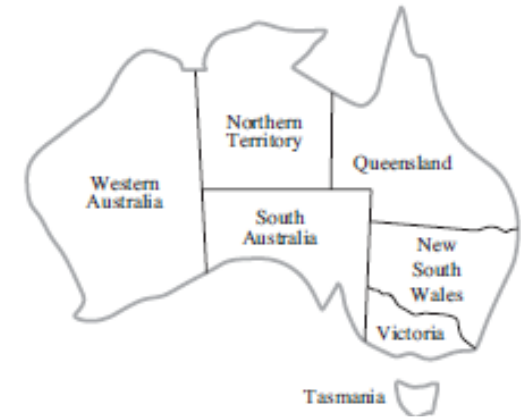 Northern
Territory
Queensland
Western
Australia
South
Australia
New
South
Wales
Victoria
Tasmania